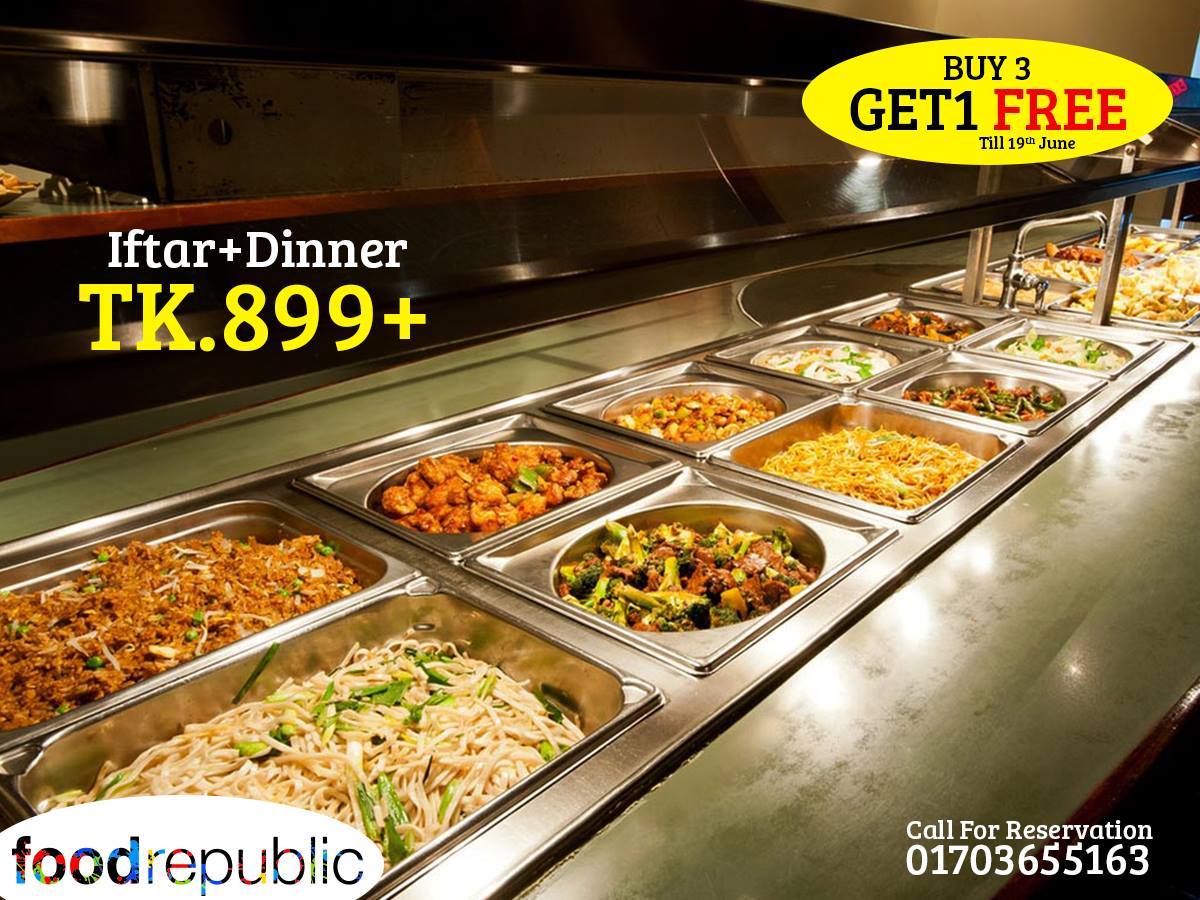 BUY 3
GET1 FREE
Till 19th June
Iftar+Dinner
TK.899+
foodrepublic
Call For Reservation
01703655163